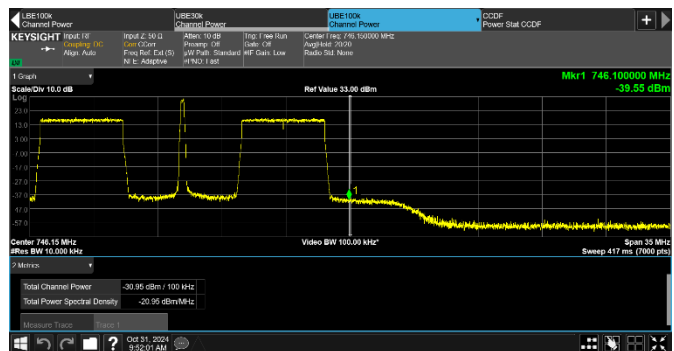 LBE100k
Channel Power
UBE30k
Channel Power
UBE100k
Channel Power
CCDF
Power Stat CCDF
KEYSIGHT
Input: RF
Coupling: DC
Align: Auto
Input Z: 50 Ω
Corr CCorr
Freq Ref: Ext (S)
NFE: Adaptive
Atten: 10 dB
Preamp: Off
µW Path: Standard
#PNO: Fast
Trig: Free Run
Gate: Off
#IF Gain: Low
Center Freq: 746.150000 MHz
Avg|Hold: 20/20
Radio Std: None
1 Graph
Mkr1 746.100000 MHz
Scale/Div 10.0 dB
Ref Value 33.00 dBm
-39.55 dBm
Log
23.0
13.0
3.00
-7.00
-17.0
-27.0
-37.0
-47.0
-57.0
1
Center 746.15 MHz
Video BW 100.00 kHz*
Span 35 MHz
#Res BW 10.000 kHz
Sweep 417 ms (7000 pts)
2 Metrics
Total Channel Power
-30.95 dBm / 100 kHz
Total Power Spectral Density
-20.95 dBm/MHz
Measure Trace
Trace 1
?
Oct 31, 2024
9:52:01 AM